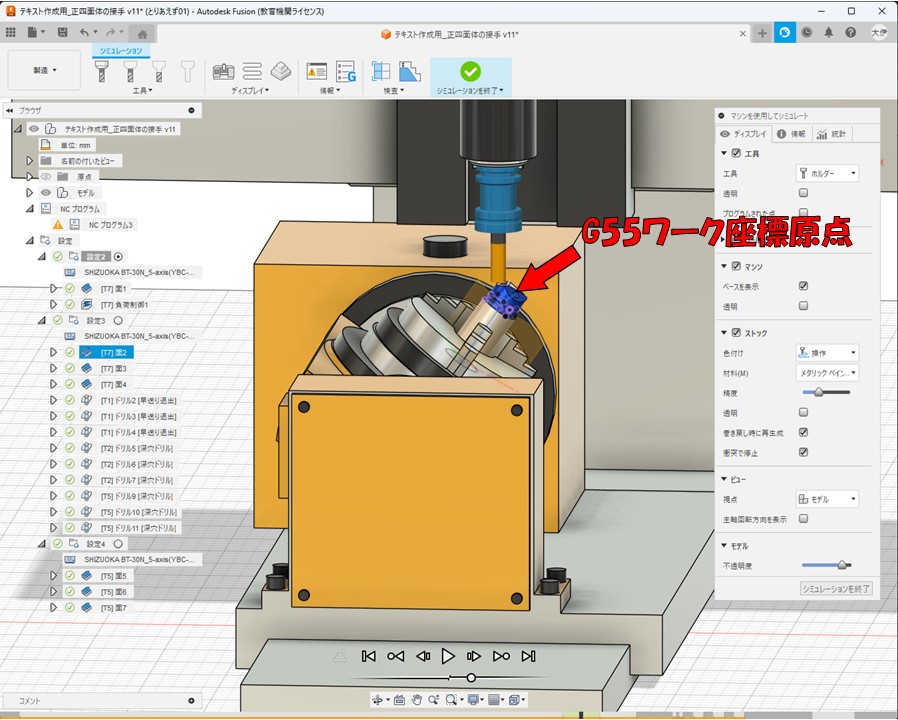 テキスト作成用_正四面体の接手 v11* (とりあえず01) - Autodesk Fusion (教育機関ライセンス)
テキスト作成用_正四面体の接手 v11*
大伊
シミュレーション
製造
工具
ディスプレイ
情報
検査
シミュレーションを終了
ブラウザ
テキスト作成用_正四面体の接手 v11
単位: mm
名前の付いたビュー
原点
モデル
NC プログラム
NC プログラム3
設定
設定2
SHIZUOKA BT-30N_5-axis(YBC-...
[T7] 面1
[T7] 負荷制御1
設定3
SHIZUOKA BT-30N_5-axis(YBC-...
[T7] 面2
[T7] 面3
[T7] 面4
[T1] ドリル2 [早送り退出]
[T1] ドリル3 [早送り退出]
[T1] ドリル4 [早送り退出]
[T2] ドリル5 [深穴ドリル]
[T2] ドリル6 [深穴ドリル]
[T2] ドリル7 [深穴ドリル]
[T5] ドリル9 [深穴ドリル]
[T5] ドリル10 [深穴ドリル]
[T5] ドリル11 [深穴ドリル]
設定4
SHIZUOKA BT-30N_5-axis(YBC-...
[T5] 面5
[T5] 面6
[T5] 面7
コメント
G55ワーク座標原点
マシンを使用してシミュレート
ディスプレイ 情報 統計
工具
工具 ホルダー
透明
プログラムされた点
マシン
ベースを表示
透明
ストック
色付け 操作
材料(M) メタリック ペイン...
精度
透明
巻き戻し時に再生成
衝突で停止
ビュー
視点 モデル
主軸回転方向を表示
モデル
不透明度
シミュレーションを終了